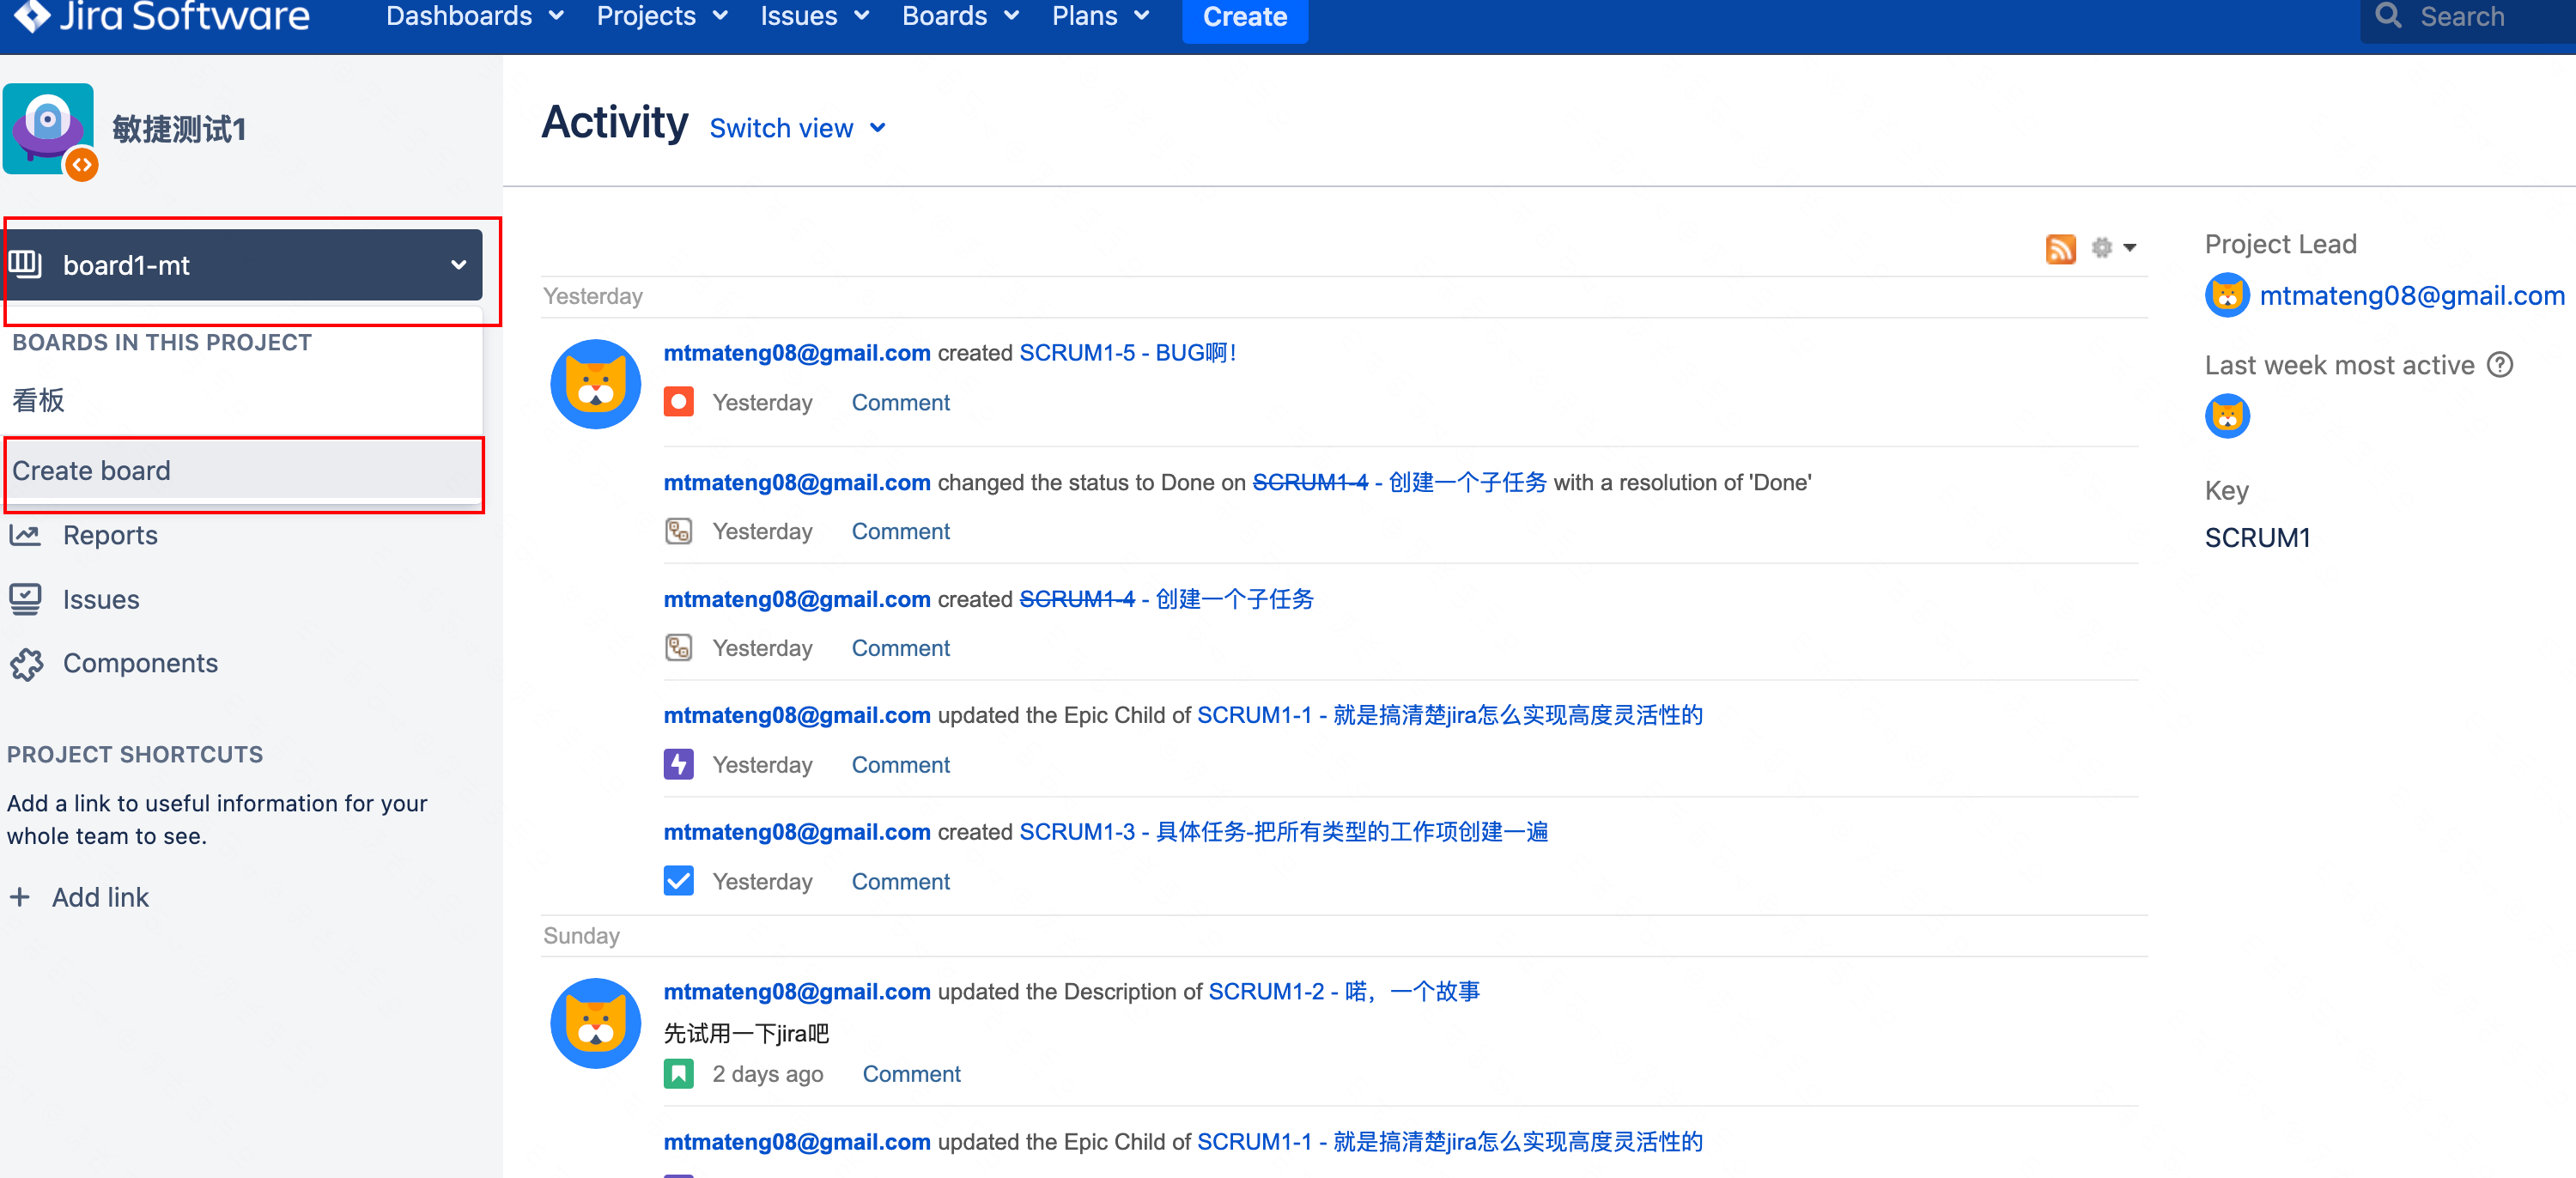 Jira Software Dashboards Projects Issues Boards Plans Create Search
敏捷测试1
board1-mt
BOARDS IN THIS PROJECT
看板
Create board
Reports
Issues
Components
PROJECT SHORTCUTS
Add a link to useful information for your
whole team to see.
+ Add link
Activity Switch view
Yesterday
mtmateng08@gmail.com created SCRUM1-5 - BUG啊！
Yesterday Comment
mtmateng08@gmail.com changed the status to Done on SCRUM1-4 - 创建一个子任务 with a resolution of 'Done'
Yesterday Comment
mtmateng08@gmail.com created SCRUM1-4 - 创建一个子任务
Yesterday Comment
mtmateng08@gmail.com updated the Epic Child of SCRUM1-1 - 就是搞清楚jira怎么实现高度灵活性的
Yesterday Comment
mtmateng08@gmail.com created SCRUM1-3 - 具体任务-把所有类型的工作项创建一遍
Yesterday Comment
Sunday
mtmateng08@gmail.com updated the Description of SCRUM1-2 - 喏，一个故事
先试用一下jira吧
2 days ago Comment
mtmateng08@gmail.com updated the Epic Child of SCRUM1-1 - 就是搞清楚jira怎么实现高度灵活性的
Project Lead
mtmateng08@gmail.com
Last week most active ?
Key
SCRUM1